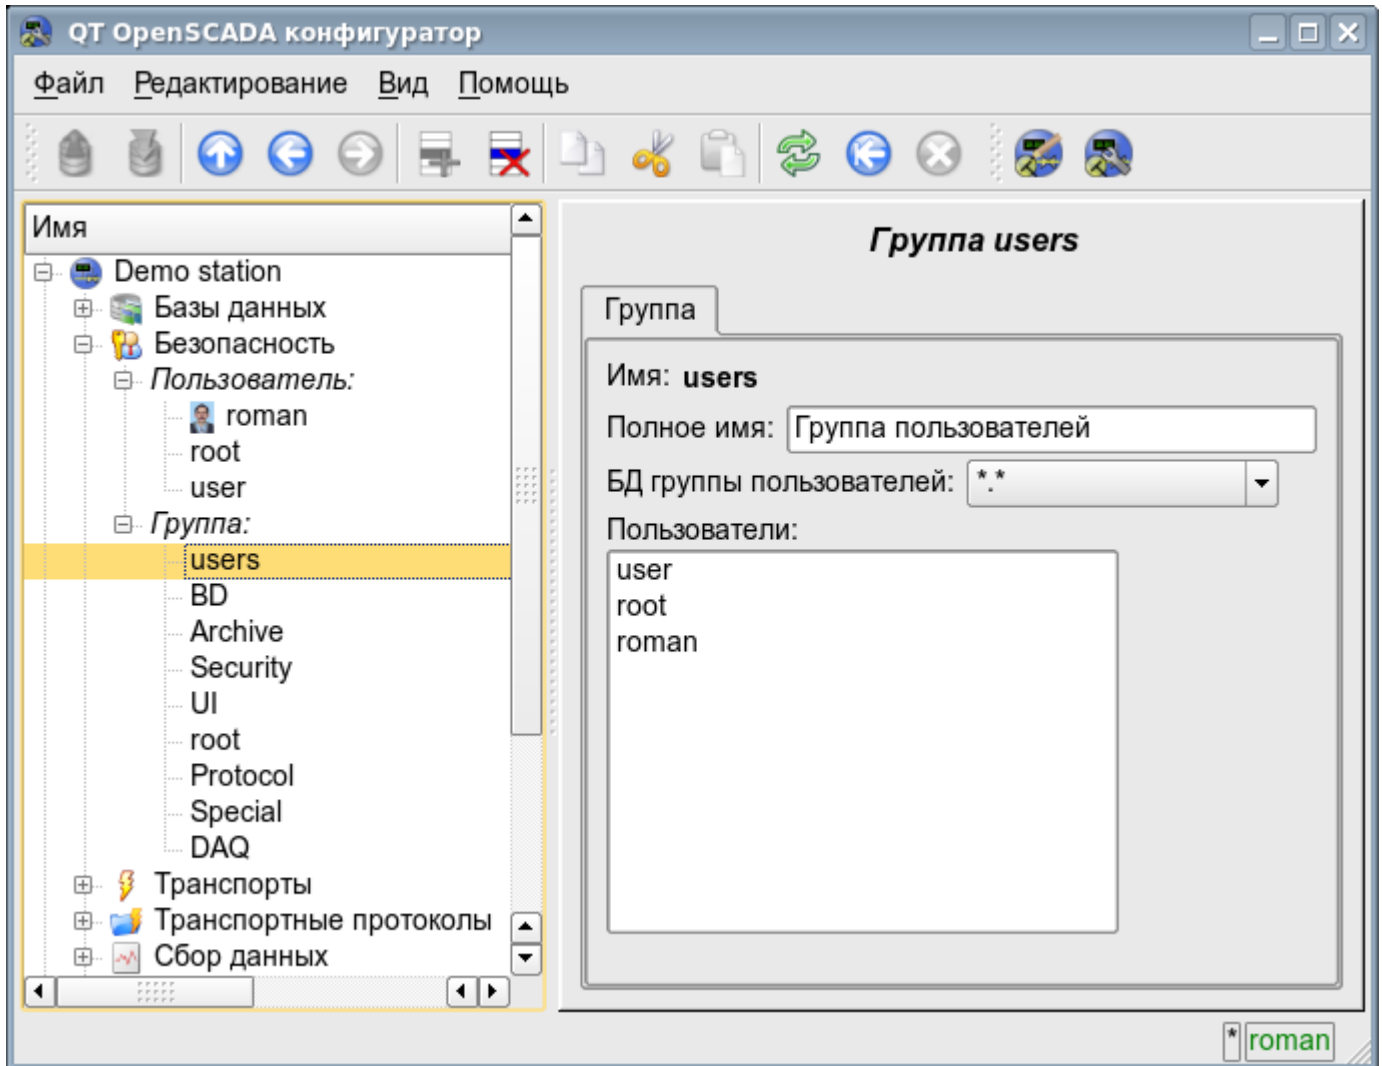 QT OpenSCADA конфигуратор
Файл Редактирование Вид Помощь
Имя
Demo station
Базы данных
Безопасность
Пользователь:
roman
root
user
Группа:
users
BD
Archive
Security
UI
root
Protocol
Special
DAQ
Транспорты
Транспортные протоколы
Сбор данных
Группа users
Группа
Имя: users
Полное имя: Группа пользователей
БД группы пользователей: *.*
Пользователи:
user
root
roman
* roman